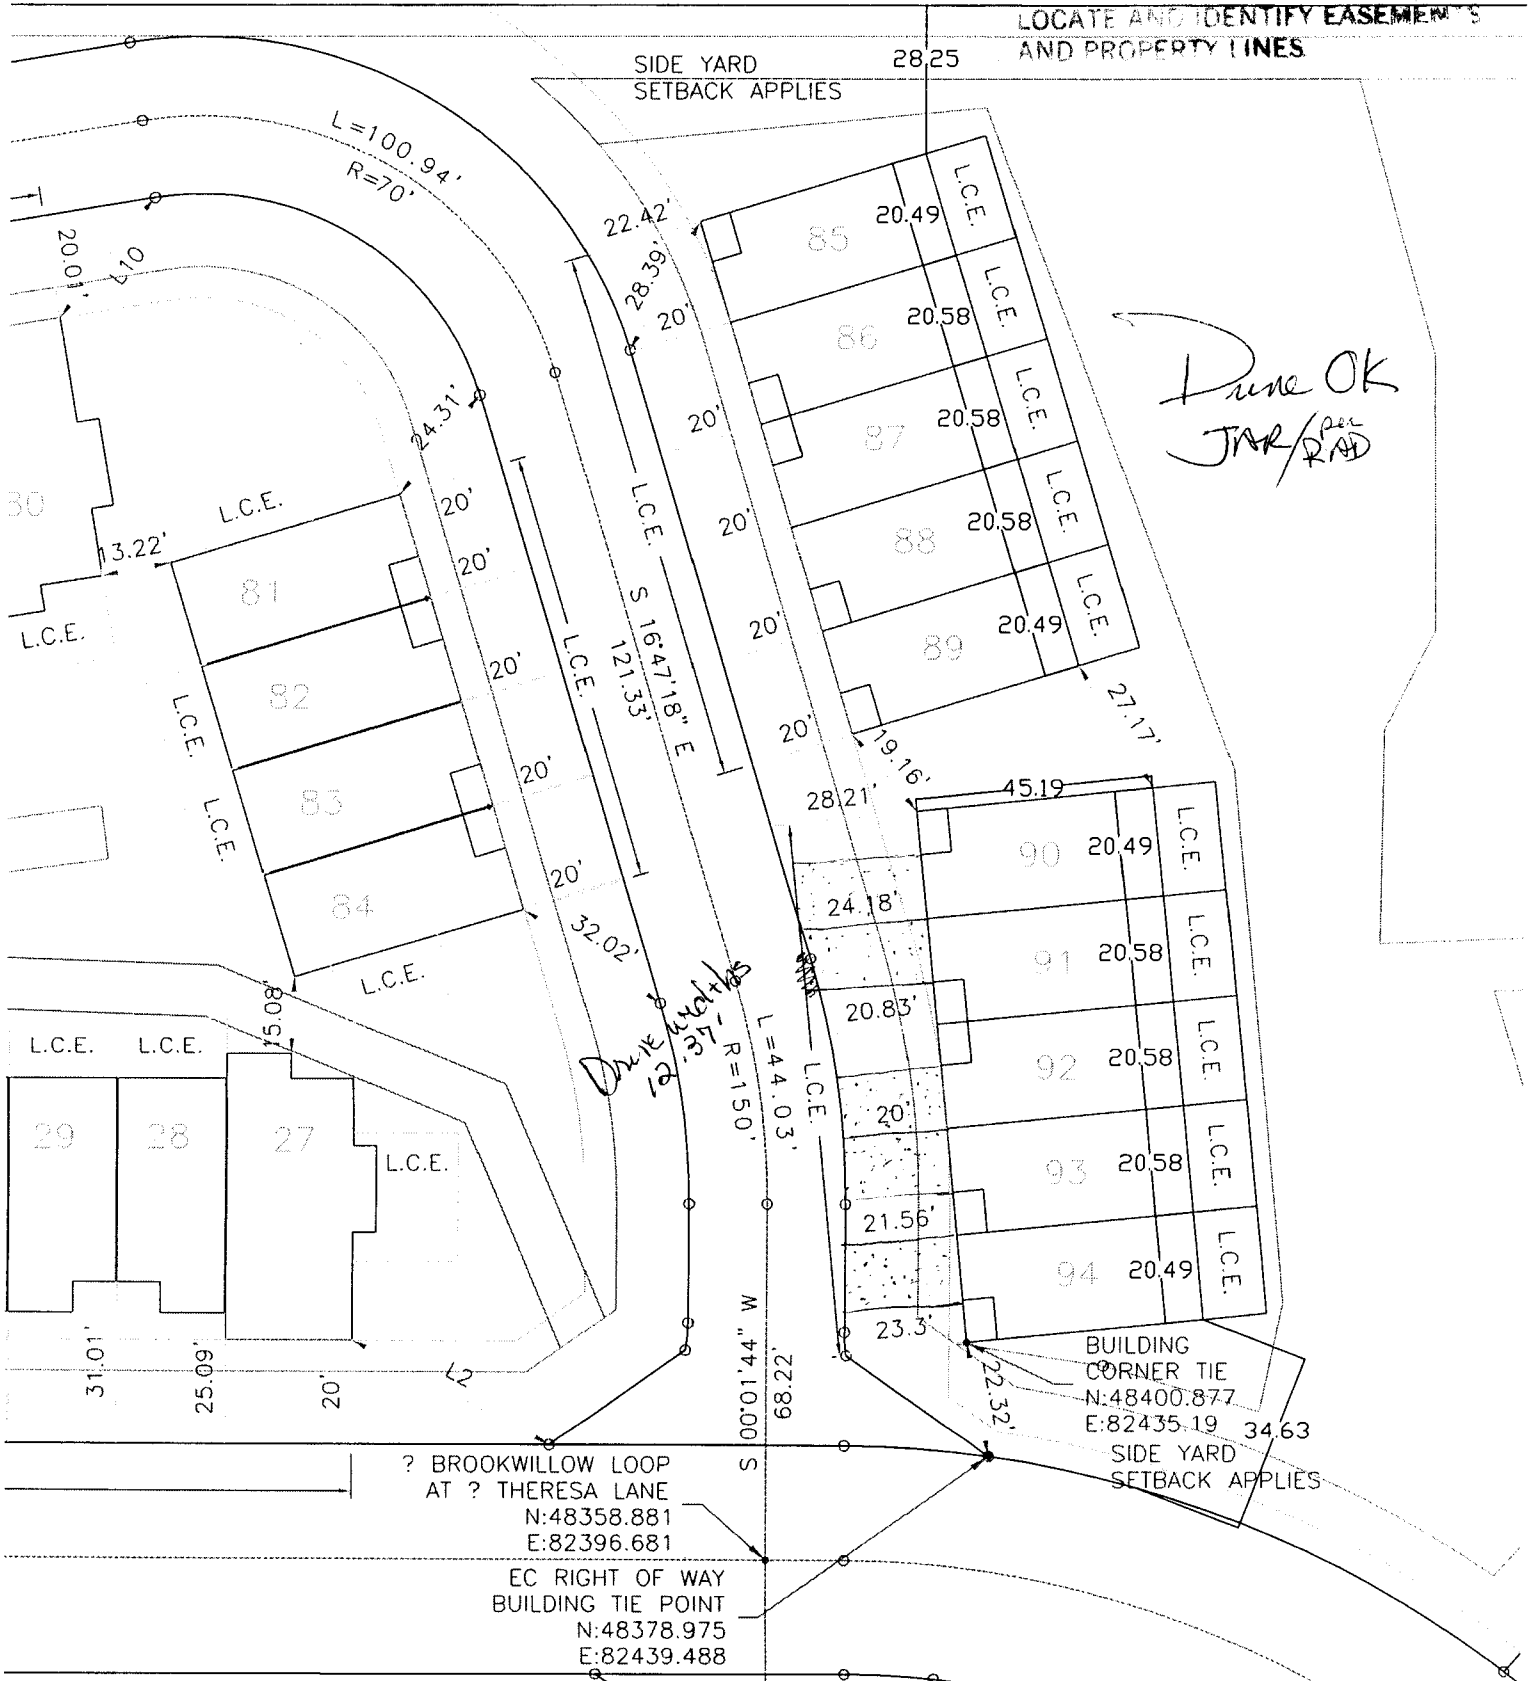 LOCATE AND IDENTIFY EASEMENTS
AND PROPERTY LINES
SIDE YARD
SETBACK APPLIES
28.25
L=100.94'
R=70'
22.42'
28.39'
20.01'
L10
24.31'
85
20.49
L.C.E.
20'
86
20.58
L.C.E.
20'
87
20.58
L.C.E.
20'
88
20.58
L.C.E.
20'
89
20.49
L.C.E.
20'
OK
JAR/per
RAD
80
13.22'
L.C.E.
L.C.E.
20'
81
20'
82
20'
83
20'
84
20'
L.C.E.
L.C.E.
L.C.E.
L.C.E.
L.C.E.
S 16°47'18" E
121.33'
32.02'
27.17'
19.16'
28.21'
45.19
90
20.49
L.C.E.
24.18'
91
20.58
L.C.E.
20.83'
92
20.58
L.C.E.
20'
93
20.58
L.C.E.
21.56'
94
20.49
L.C.E.
23.3'
Drive widths
12.37'
L=44.03'
R=150'
L.C.E.
15.08'
L.C.E.
L.C.E.
29
28
27
L.C.E.
31.01'
25.09'
20'
L2
S 00°01'44" W
68.22'
22.32'
BUILDING
CORNER TIE
N:48400.877
E:82435.19
34.63
SIDE YARD
SETBACK APPLIES
? BROOKWILLOW LOOP
AT ? THERESA LANE
N:48358.881
E:82396.681
EC RIGHT OF WAY
BUILDING TIE POINT
N:48378.975
E:82439.488